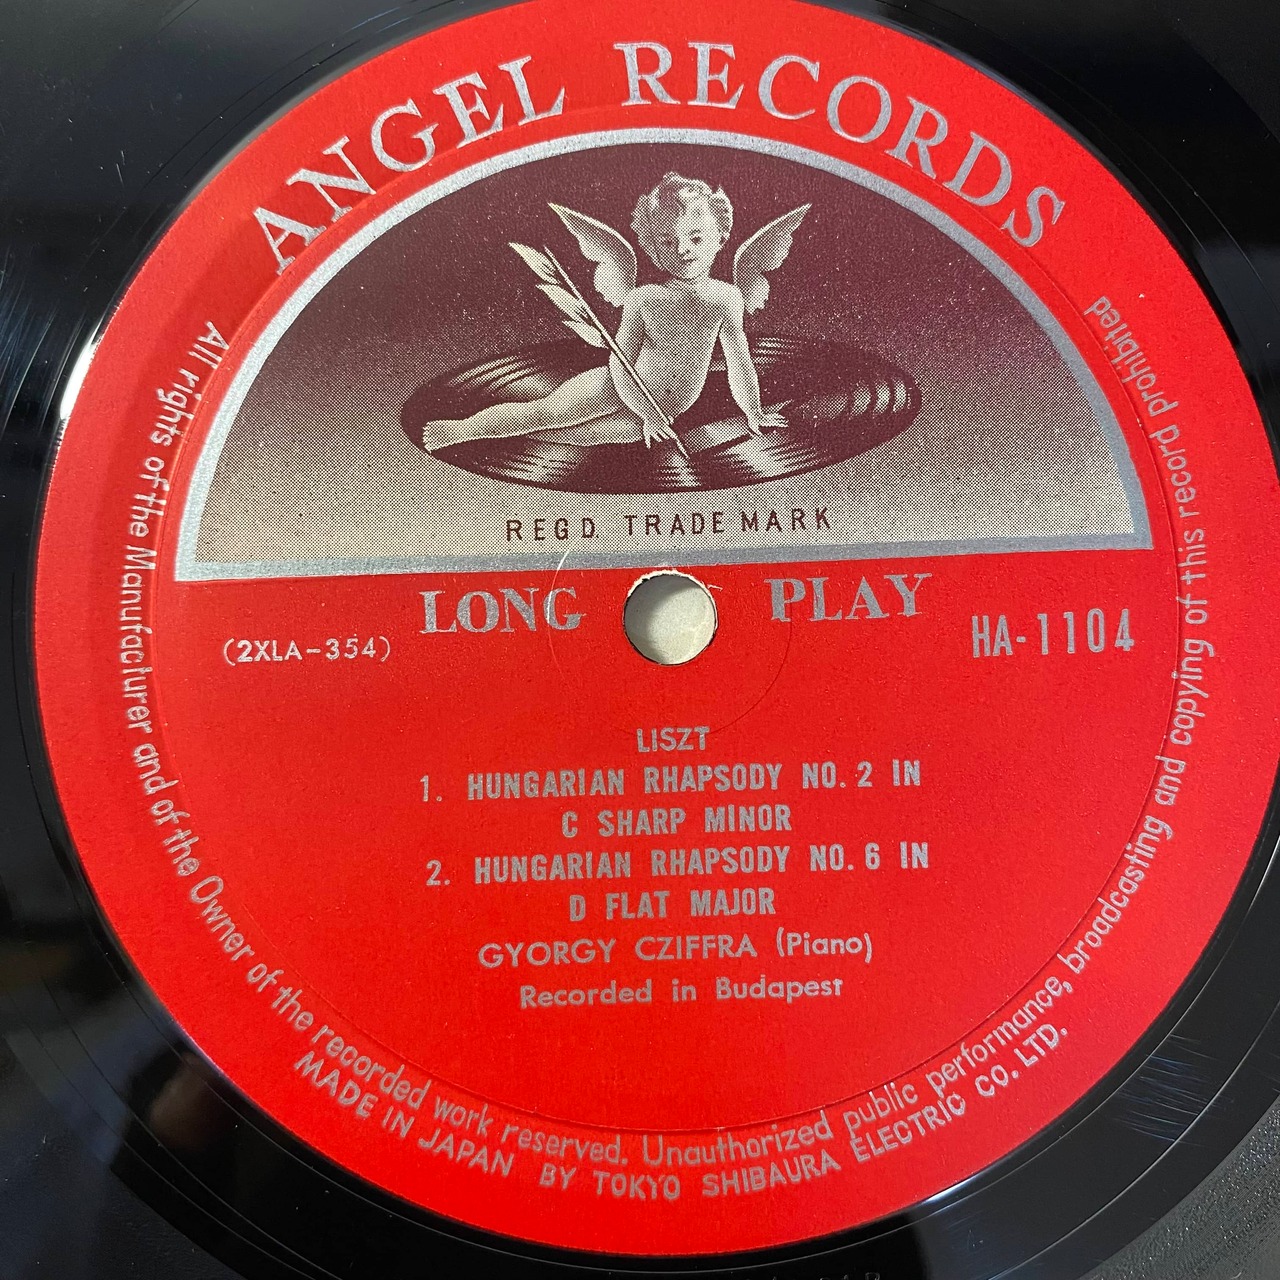 ANGEL RECORDS
REGD. TRADE MARK
LONG PLAY
(2XLA-354)
HA-1104
LISZT
1. HUNGARIAN RHAPSODY NO. 2 IN
C SHARP MINOR
2. HUNGARIAN RHAPSODY NO. 6 IN
D FLAT MAJOR
GYORGY CZIFFRA (Piano)
Recorded in Budapest
All rights of the Manufacturer and of the Owner of the recorded work reserved. Unauthorized public performance, broadcasting and copying of this record prohibited
MADE IN JAPAN BY TOKYO SHIBAURA ELECTRIC CO. LTD.